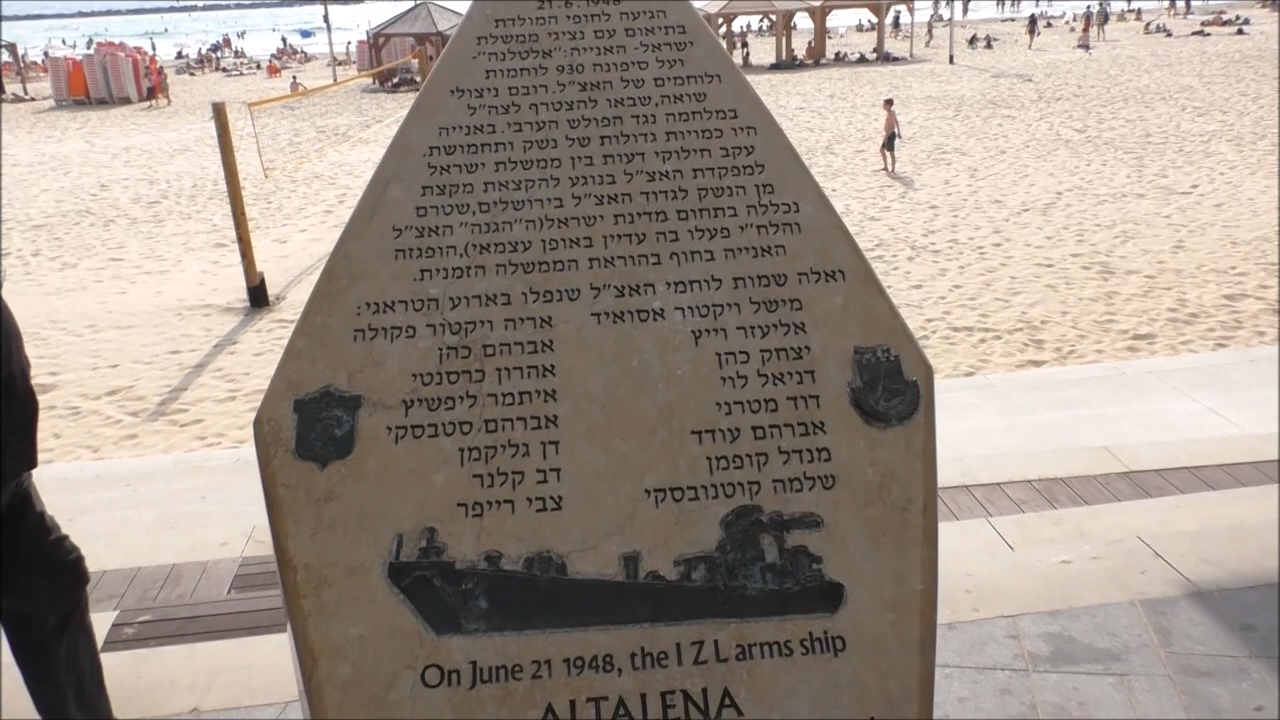 21.6.1948
הגיעה לחופי המולדת
בתיאום עם נציגי ממשלת
ישראל- האנייה:"אלטלנה"-
ועל סיפונה 930 לוחמות
ולוחמים של האצ"ל.רובם ניצולי
שואה,שבאו להצטרף לצה"ל
במלחמה נגד הפולש הערבי.באנייה
היו כמויות גדולות של נשק ותחמושת.
עקב חילוקי דעות בין ממשלת ישראל
למפקדת האצ"ל בנוגע להקצאת מקצת
מן הנשק לגדוד האצ"ל בירושלים,שטרם
נכללה בתחום מדינת ישראל(ה"הגנה" האצ"ל
והלח"י פעלו בה עדיין באופן עצמאי),הופגזה
האנייה בחוף בהוראת הממשלה הזמנית.
ואלה שמות לוחמי האצ"ל שנפלו בארוע הטראגי:
מישל ויקטור אסואיד
אליעזר וייץ
יצחק כהן
דניאל לוי
דוד מטרני
אברהם עודד
מנדל קופמן
שלמה קוטנובסקי
אריה ויקטור פקולה
אברהם כהן
אהרון כרסנטי
איתמר ליפשיץ
אברהם סטבסקי
דן גליקמן
דב קלנר
צבי רייפר
On June 21 1948, the I Z L arms ship
ALTALENA